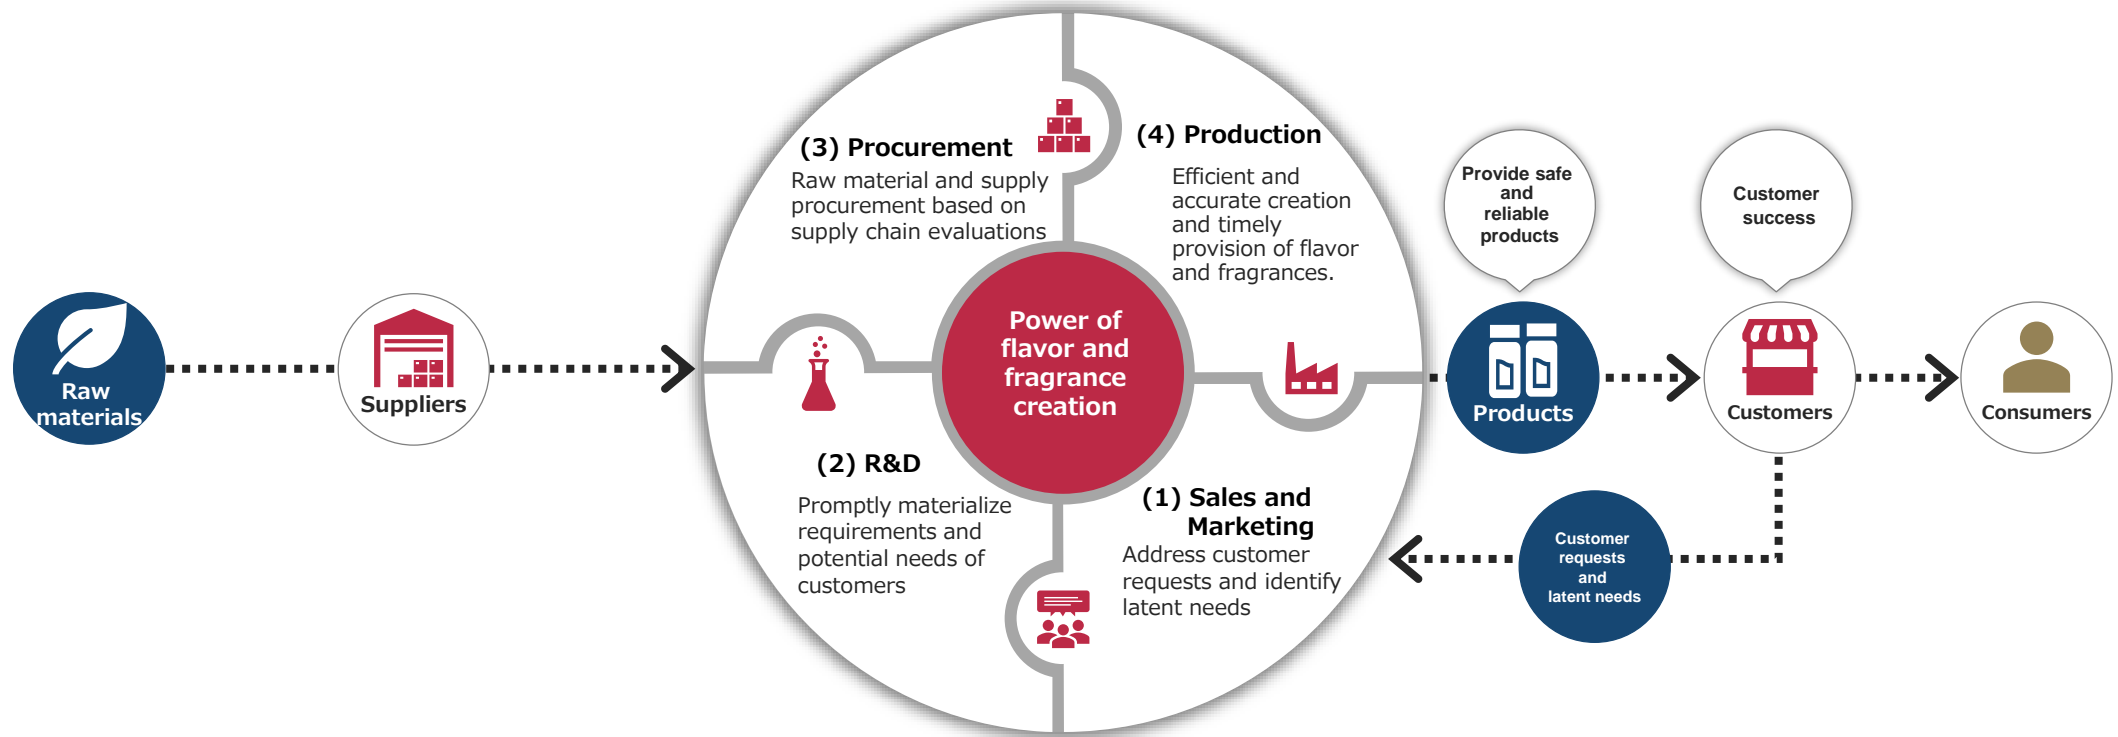 Raw
materials
Suppliers
(3) Procurement
Raw material and supply
procurement based on
supply chain evaluations
(4) Production
Efficient and
accurate creation
and timely
provision of flavor
and fragrances.
Power of
flavor and
fragrance
creation
(2) R&D
Promptly materialize
requirements and
potential needs of
customers
(1) Sales and
Marketing
Address customer
requests and identify
latent needs
Provide safe
and
reliable
products
Products
Customer
success
Customers
Consumers
Customer
requests
and
latent needs